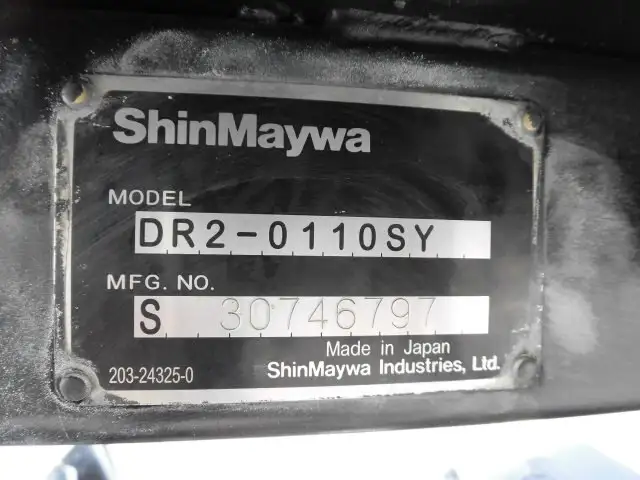 ShinMaywa
MODEL
DR2-0110SY
MFG. NO.
S 30746797
Made in Japan
203-24325-0 ShinMaywa Industries, Ltd.